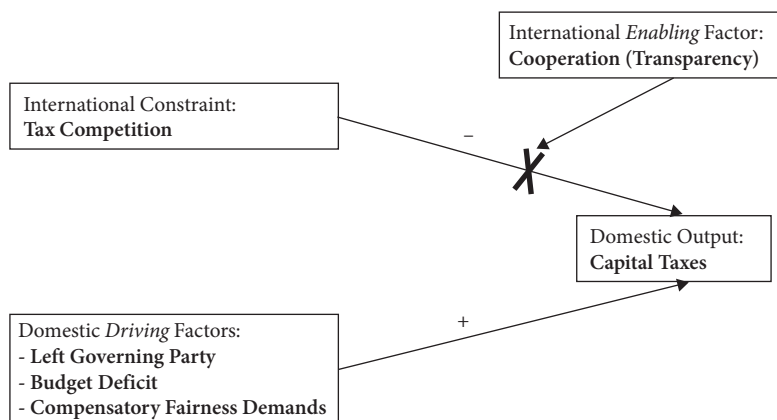 International Enabling Factor:
Cooperation (Transparency)
International Constraint:
Tax Competition
–
Domestic Output:
Capital Taxes
+
Domestic Driving Factors:
- Left Governing Party
- Budget Deficit
- Compensatory Fairness Demands